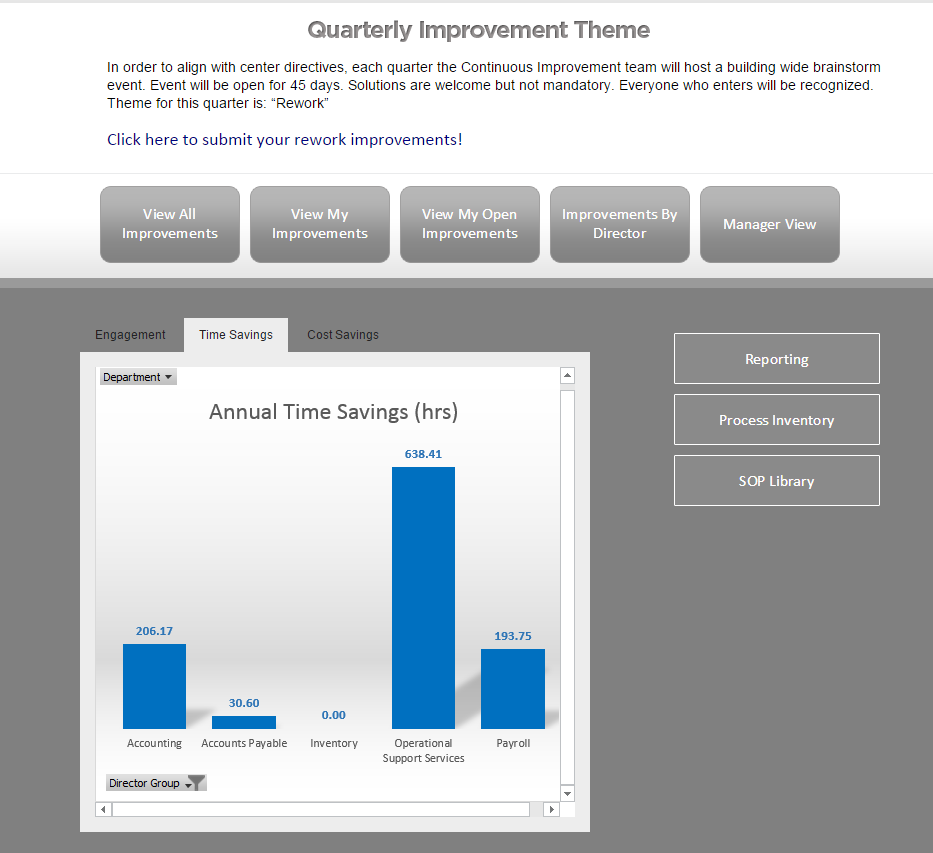 Quarterly Improvement Theme
In order to align with center directives, each quarter the Continuous Improvement team will host a building wide brainstorm
event. Event will be open for 45 days. Solutions are welcome but not mandatory. Everyone who enters will be recognized.
Theme for this quarter is: “Rework”
Click here to submit your rework improvements!
View All
Improvements
View My
Improvements
View My Open
Improvements
Improvements By
Director
Manager View
Engagement
Time Savings
Cost Savings
Department
Annual Time Savings (hrs)
638.41
206.17
193.75
30.60
0.00
Accounting
Accounts Payable
Inventory
Operational
Support Services
Payroll
Director Group
Reporting
Process Inventory
SOP Library